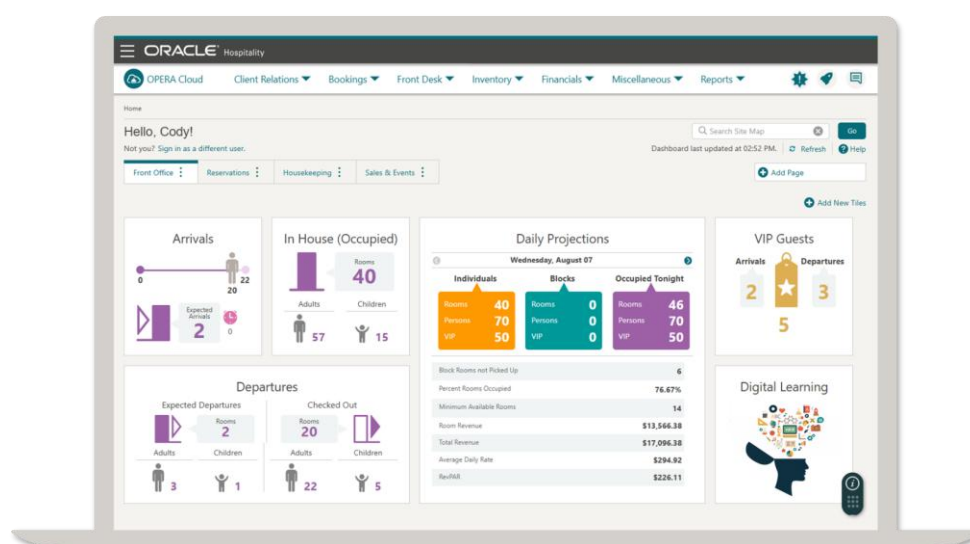 ORACLE Hospitality
OPERA Cloud Client Relations Bookings Front Desk Inventory Financials Miscellaneous Reports
Home
Hello, Cody!
Search Site Map Go
Not you? Sign in as a different user.
Dashboard last updated at 02:52 PM. Refresh Help
Front Office Reservations Housekeeping Sales & Events
Add Page
Add New Tiles
Arrivals
0 22
20
Expected Arrivals
2
0
In House (Occupied)
Rooms
40
Adults Children
57 15
Daily Projections
Wednesday, August 07
Individuals Blocks Occupied Tonight
Rooms 40 Rooms 0 Rooms 46
Persons 70 Persons 0 Persons 70
VIP 50 VIP 0 VIP 50
Block Rooms not Picked Up 6
Percent Rooms Occupied 76.67%
Minimum Available Rooms 14
Room Revenue $13,566.38
Total Revenue $17,096.38
Average Daily Rate $294.92
RevPAR $226.11
VIP Guests
Arrivals Departures
2 3
5
Departures
Expected Departures Checked Out
Rooms Rooms
2 20
Adults Children Adults Children
3 1 22 5
Digital Learning